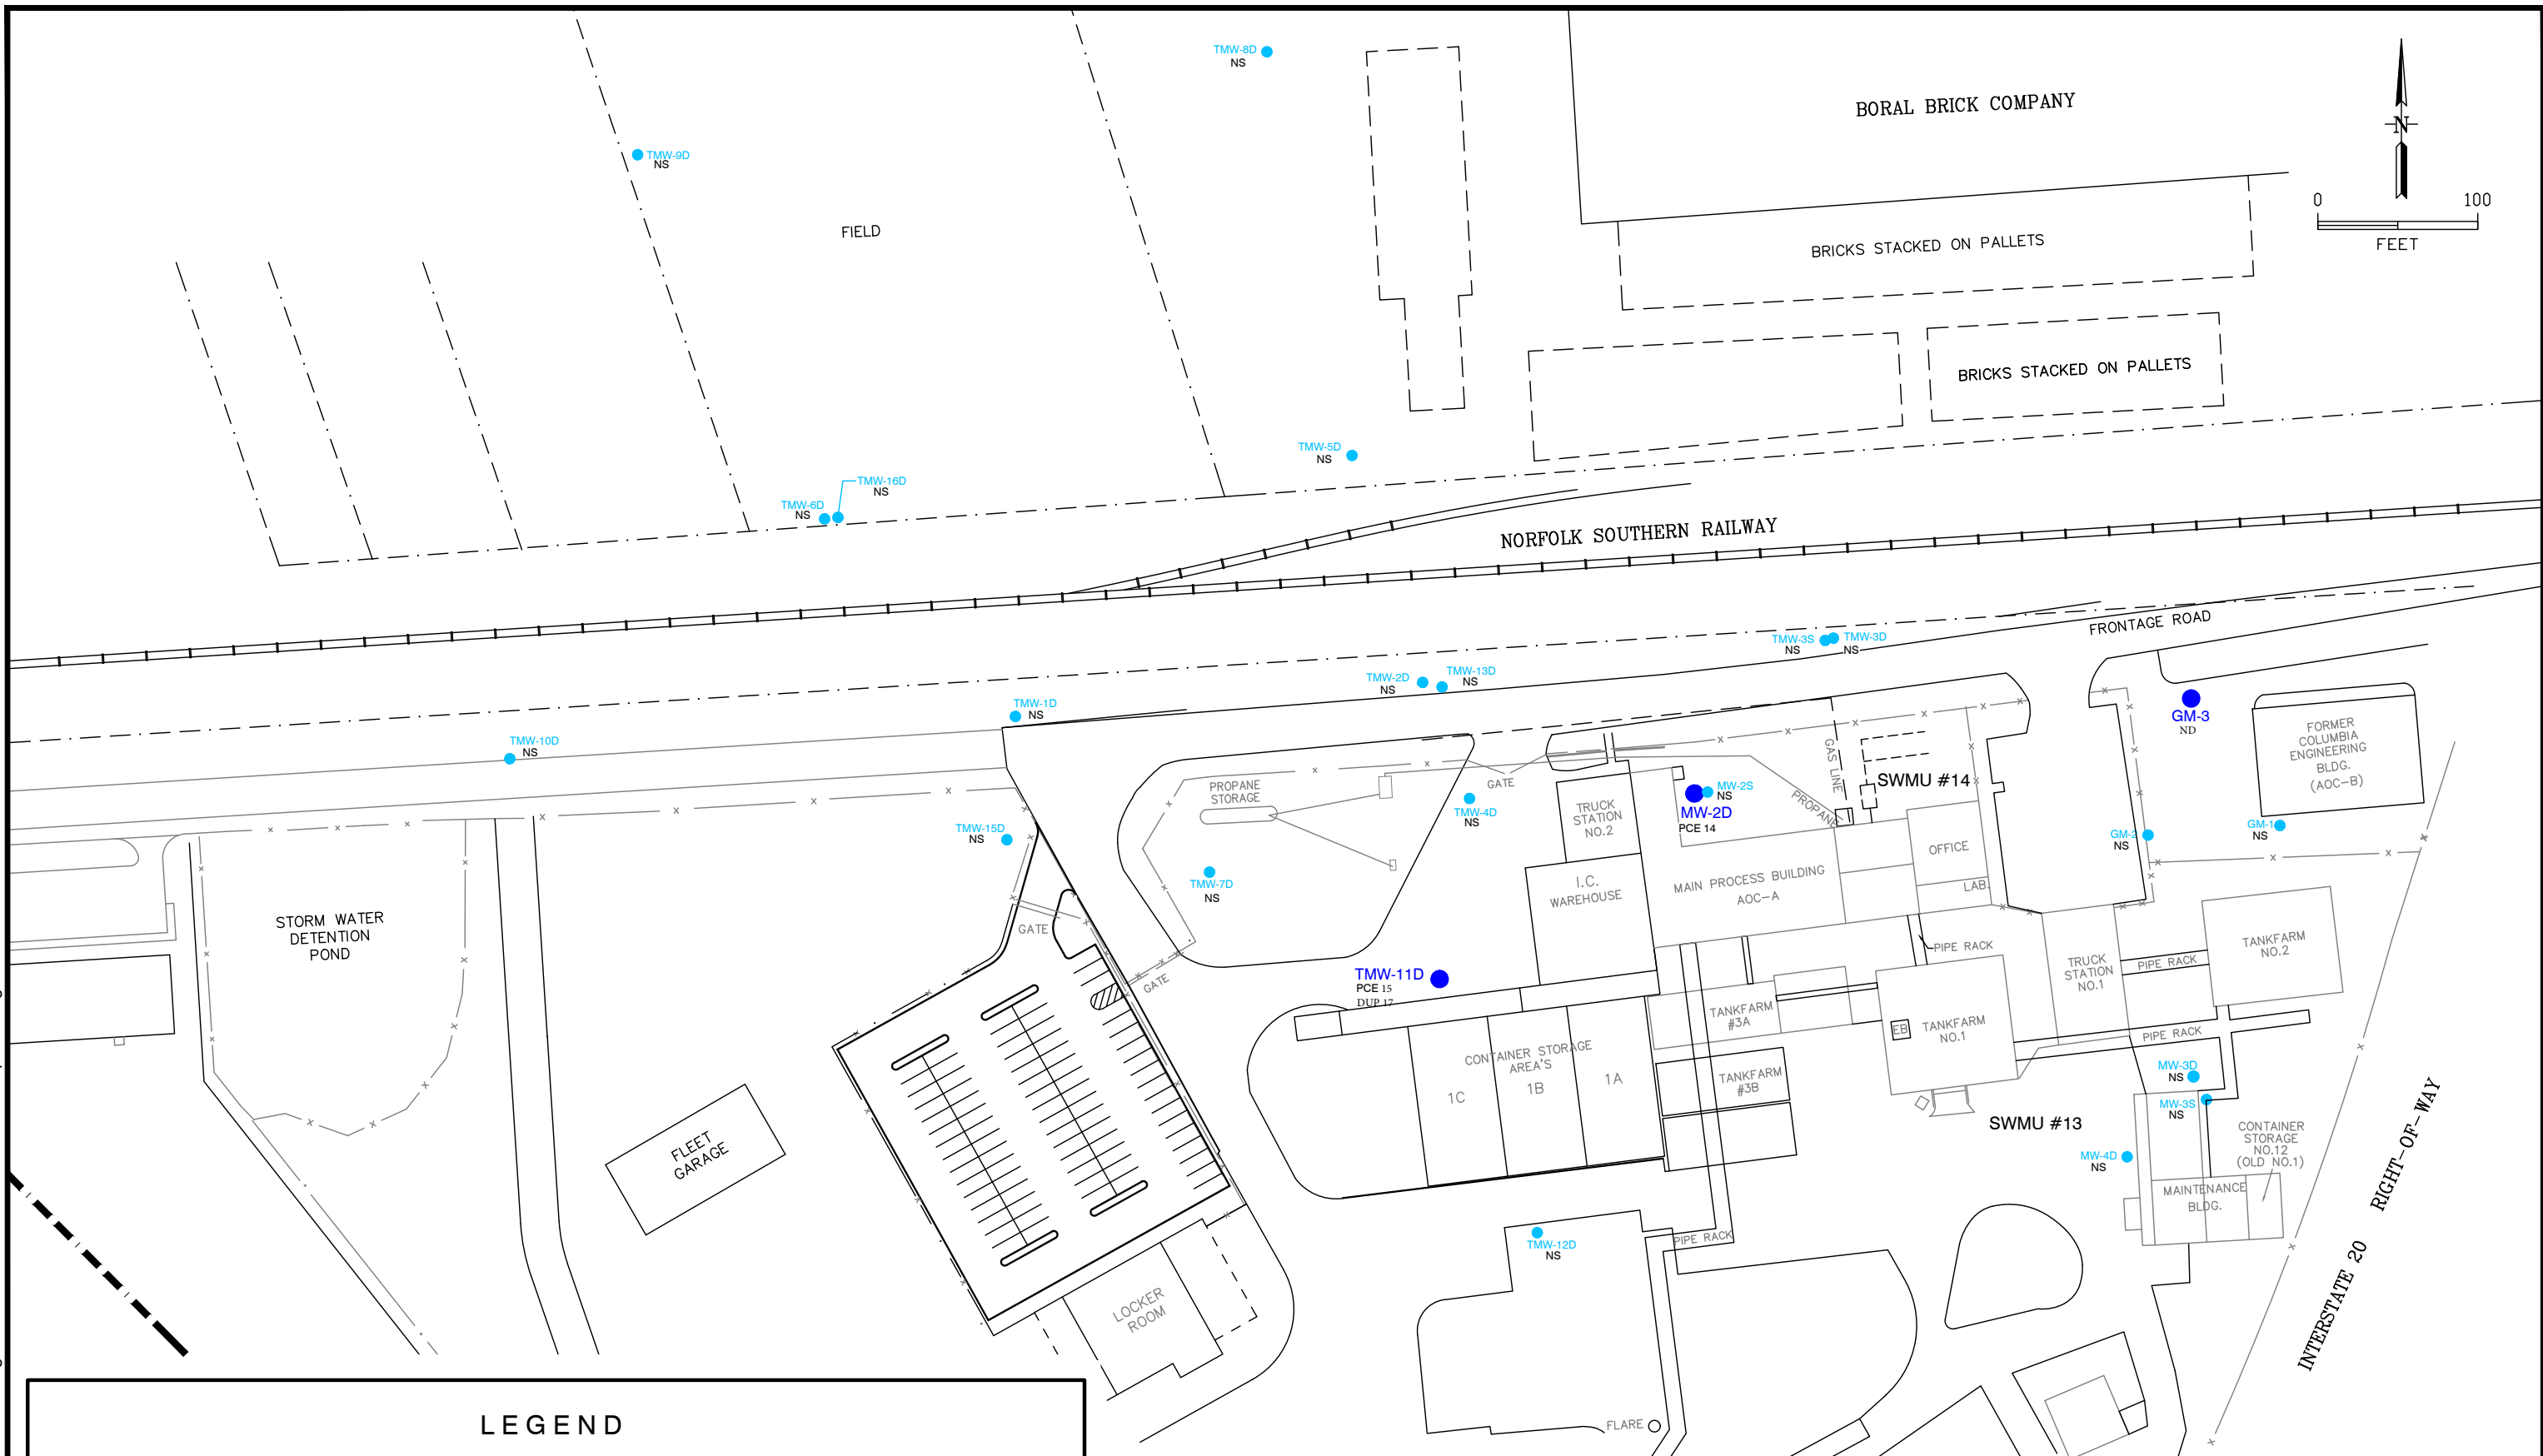 TMW-8D
NS
BORAL BRICK COMPANY
N
TMW-9D
NS
0 100
FEET
FIELD
BRICKS STACKED ON PALLETS
BRICKS STACKED ON PALLETS
TMW-5D
NS
TMW-16D
NS
TMW-6D
NS
NORFOLK SOUTHERN RAILWAY
FRONTAGE ROAD
TMW-3S
NS
TMW-3D
NS
TMW-2D
NS
TMW-13D
NS
TMW-1D
NS
GM-3
ND
TMW-10D
NS
FORMER
COLUMBIA
ENGINEERING
BLDG.
(AOC-B)
GAS LINE
SWMU #14
PROPANE
STORAGE
GATE
MW-2S
NS
MW-2D
PCE 14
PROPANE
TRUCK
STATION
NO.2
TMW-4D
NS
TMW-15D
NS
GM-2
NS
GM-1
NS
OFFICE
LAB.
TMW-7D
NS
I.C.
WAREHOUSE
MAIN PROCESS BUILDING
AOC-A
STORM WATER
DETENTION
POND
GATE
GATE
PIPE RACK
TANKFARM
NO.2
TRUCK
STATION
NO.1
PIPE RACK
TMW-11D
PCE 15
DUP 17
TANKFARM
#3A
EB
TANKFARM
NO.1
PIPE RACK
CONTAINER STORAGE
AREA'S
1C
1B
1A
TANKFARM
#3B
MW-3D
NS
MW-3S
NS
SWMU #13
CONTAINER
STORAGE
NO.12
(OLD NO.1)
MW-4D
NS
FLEET
GARAGE
MAINTENANCE
BLDG.
INTERSTATE 20 RIGHT-OF-WAY
TMW-12D
NS
PIPE RACK
LOCKER
ROOM
FLARE
LEGEND